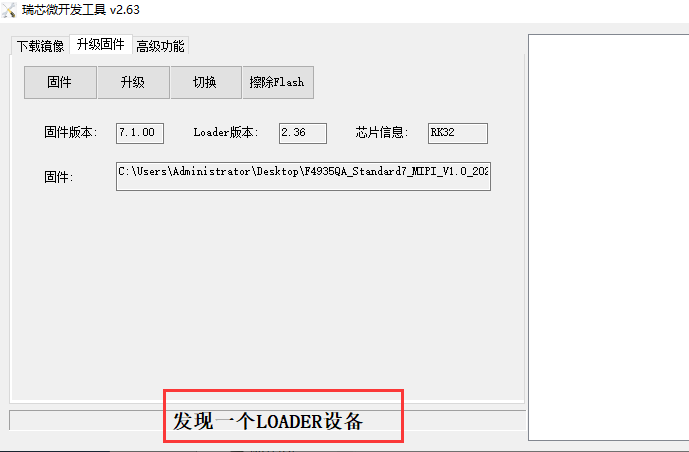 瑞芯微开发工具 v2.63
下载镜像 升级固件 高级功能
固件 升级 切换 擦除Flash
固件版本: 7.1.00 Loader版本: 2.36 芯片信息: RK32
固件: C:\Users\Administrator\Desktop\F4935QA_Standard7_MIPI_V1.0_202
发现一个LOADER设备